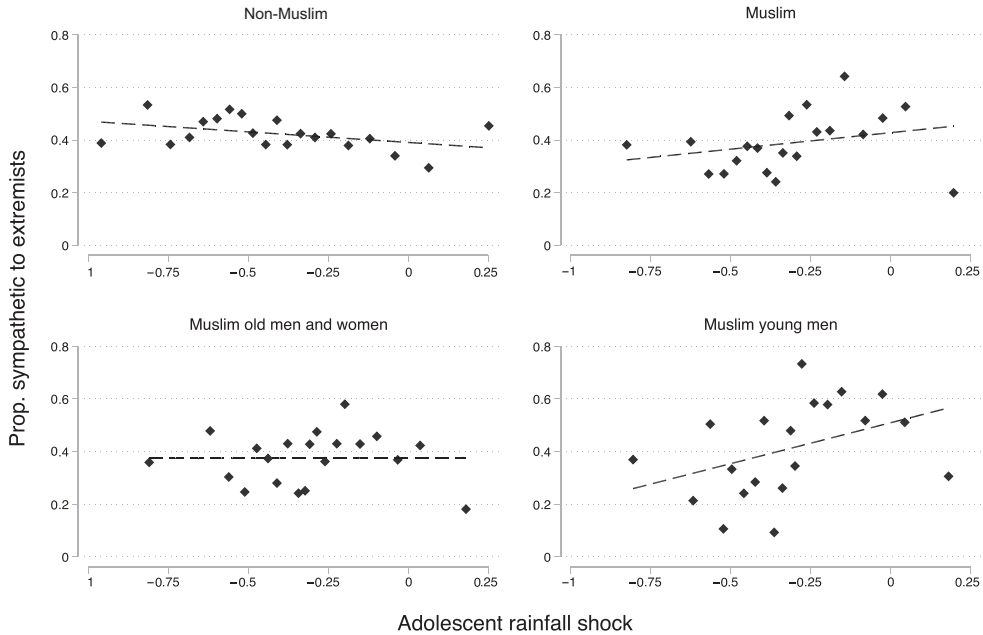 Non-Muslim
Muslim
0.8
0.6
0.4
0.2
0
1 −0.75 −0.5 −0.25 0 0.25
0.8
0.6
0.4
0.2
0
−1 −0.75 −0.5 −0.25 0 0.25
Prop. sympathetic to extremists
Muslim old men and women
Muslim young men
0.8
0.6
0.4
0.2
0
1 −0.75 −0.5 −0.25 0 0.25
0.8
0.6
0.4
0.2
0
−1 −0.75 −0.5 −0.25 0 0.25
Adolescent rainfall shock